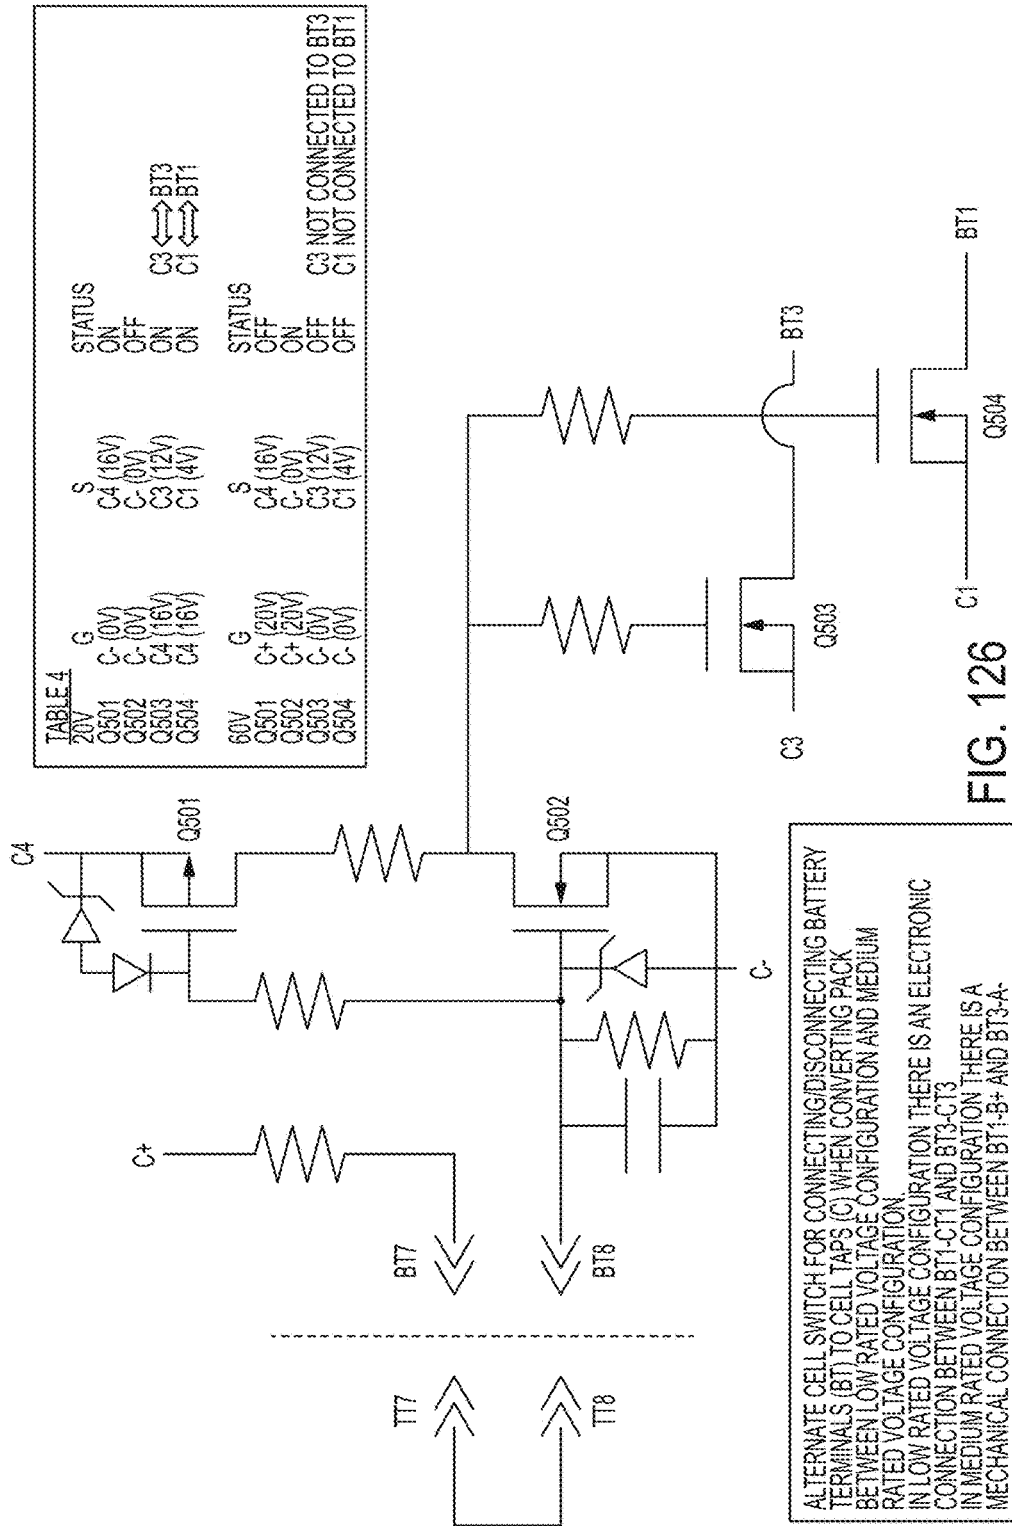 TABLE 4
20V G S STATUS
Q501 C- (0V) C4 (16V) ON
Q502 C- (0V) C- (0V) OFF
Q503 C4 (16V) C3 (12V) ON C3 ⇔ BT3
Q504 C4 (16V) C1 (4V) ON C1 ⇔ BT1
60V G S STATUS
Q501 C+ (20V) C4 (16V) OFF
Q502 C+ (20V) C- (0V) ON
Q503 C- (0V) C3 (12V) OFF C3 NOT CONNECTED TO BT3
Q504 C- (0V) C1 (4V) OFF C1 NOT CONNECTED TO BT1
C4
Q501
C+
TT7
BT7
TT8
BT8
Q502
C-
C3
Q503
BT3
C1
Q504
BT1
ALTERNATE CELL SWITCH FOR CONNECTING/DISCONNECTING BATTERY
TERMINALS (BT) TO CELL TAPS (C) WHEN CONVERTING PACK
BETWEEN LOW RATED VOLTAGE CONFIGURATION AND MEDIUM
RATED VOLTAGE CONFIGURATION.
IN LOW RATED VOLTAGE CONFIGURATION THERE IS AN ELECTRONIC
CONNECTION BETWEEN BT1-CT1 AND BT3-CT3
IN MEDIUM RATED VOLTAGE CONFIGURATION THERE IS A
MECHANICAL CONNECTION BETWEEN BT1-B+ AND BT3-A-
FIG. 126